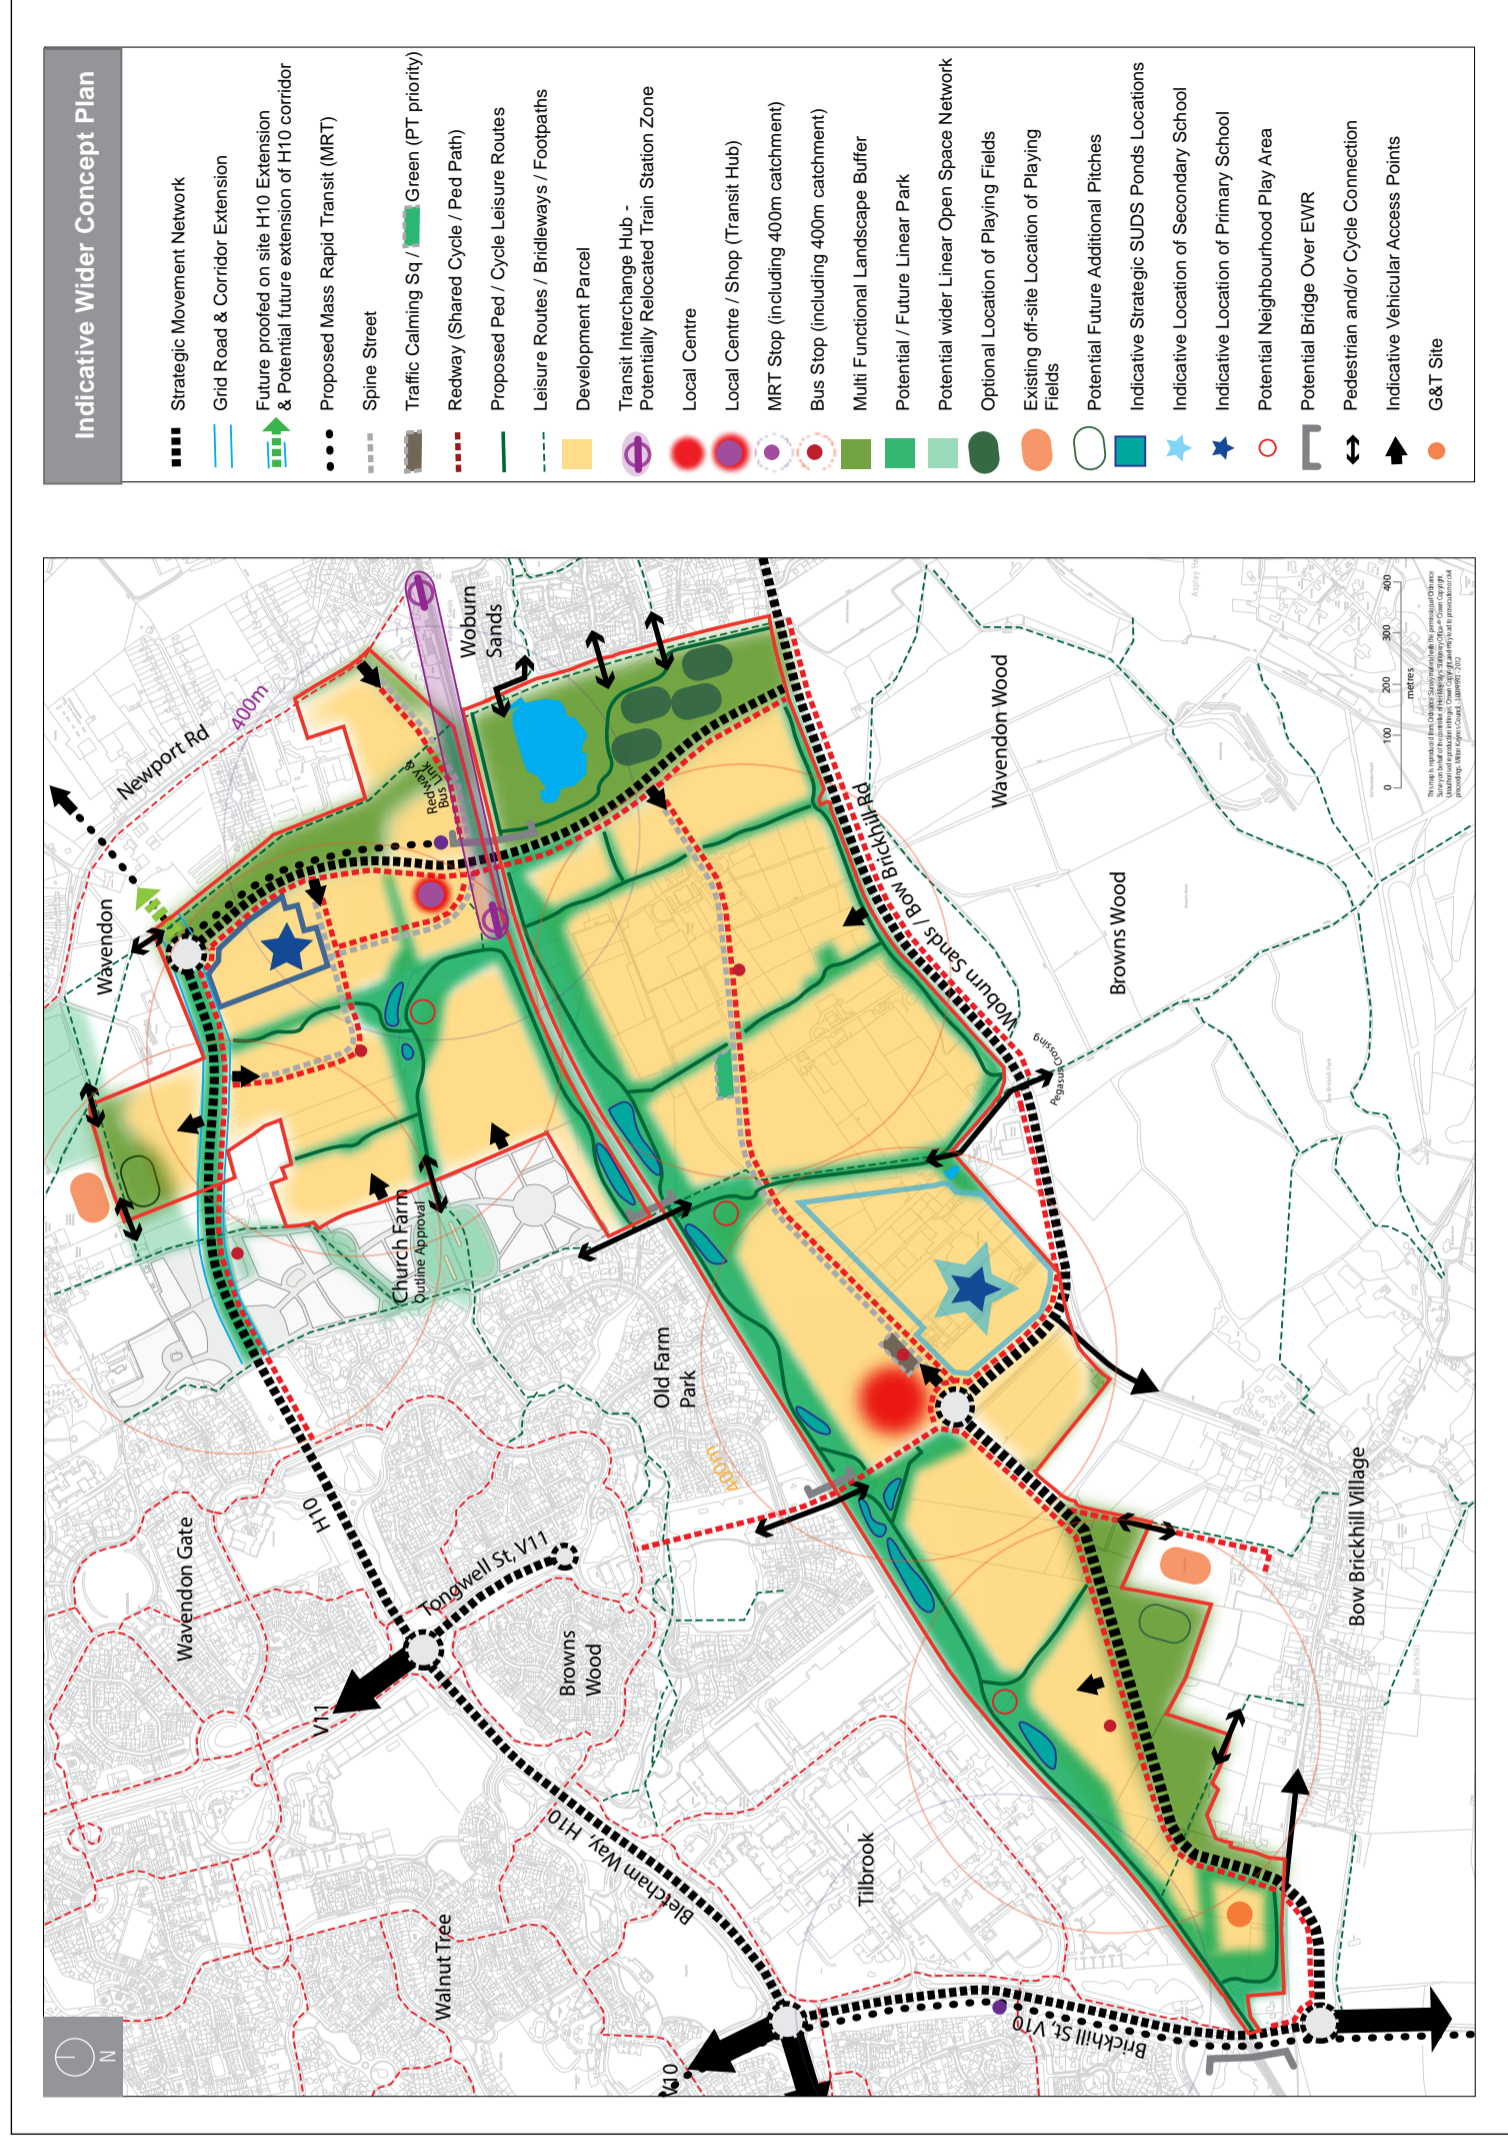 Indicative Wider Concept Plan
Strategic Movement Network
Grid Road & Corridor Extension
Future proofed on site H10 Extension
& Potential future extension of H10 corridor
Proposed Mass Rapid Transit (MRT)
Spine Street
Traffic Calming Sq / Green (PT priority)
Redway (Shared Cycle / Ped Path)
Proposed Ped / Cycle Leisure Routes
Leisure Routes / Bridleways / Footpaths
Development Parcel
Transit Interchange Hub -
Potentially Relocated Train Station Zone
Local Centre
Local Centre / Shop (Transit Hub)
MRT Stop (including 400m catchment)
Bus Stop (including 400m catchment)
Multi Functional Landscape Buffer
Potential / Future Linear Park
Potential wider Linear Open Space Network
Optional Location of Playing Fields
Existing off-site Location of Playing
Fields
Potential Future Additional Pitches
Indicative Strategic SUDS Ponds Locations
Indicative Location of Secondary School
Indicative Location of Primary School
Potential Neighbourhood Play Area
Potential Bridge Over EWR
Pedestrian and/or Cycle Connection
Indicative Vehicular Access Points
G&T Site
N
Newport Rd
400m
Woburn
Sands
Wavendon
Redway &
Bus Link
Wavendon Wood
Woburn Sands / Bow Brickhill Rd
Browns Wood
Pegasus Crossing
Church Farm
Outline Approval
Old Farm
Park
400m
Wavendon Gate
H10
Tongwell St, V11
V11
Browns
Wood
Bow Brickhill Village
Bletcham Way, H10
Tilbrook
Walnut Tree
Brickhill St, V10
V10
0 100 200 300 400
metres